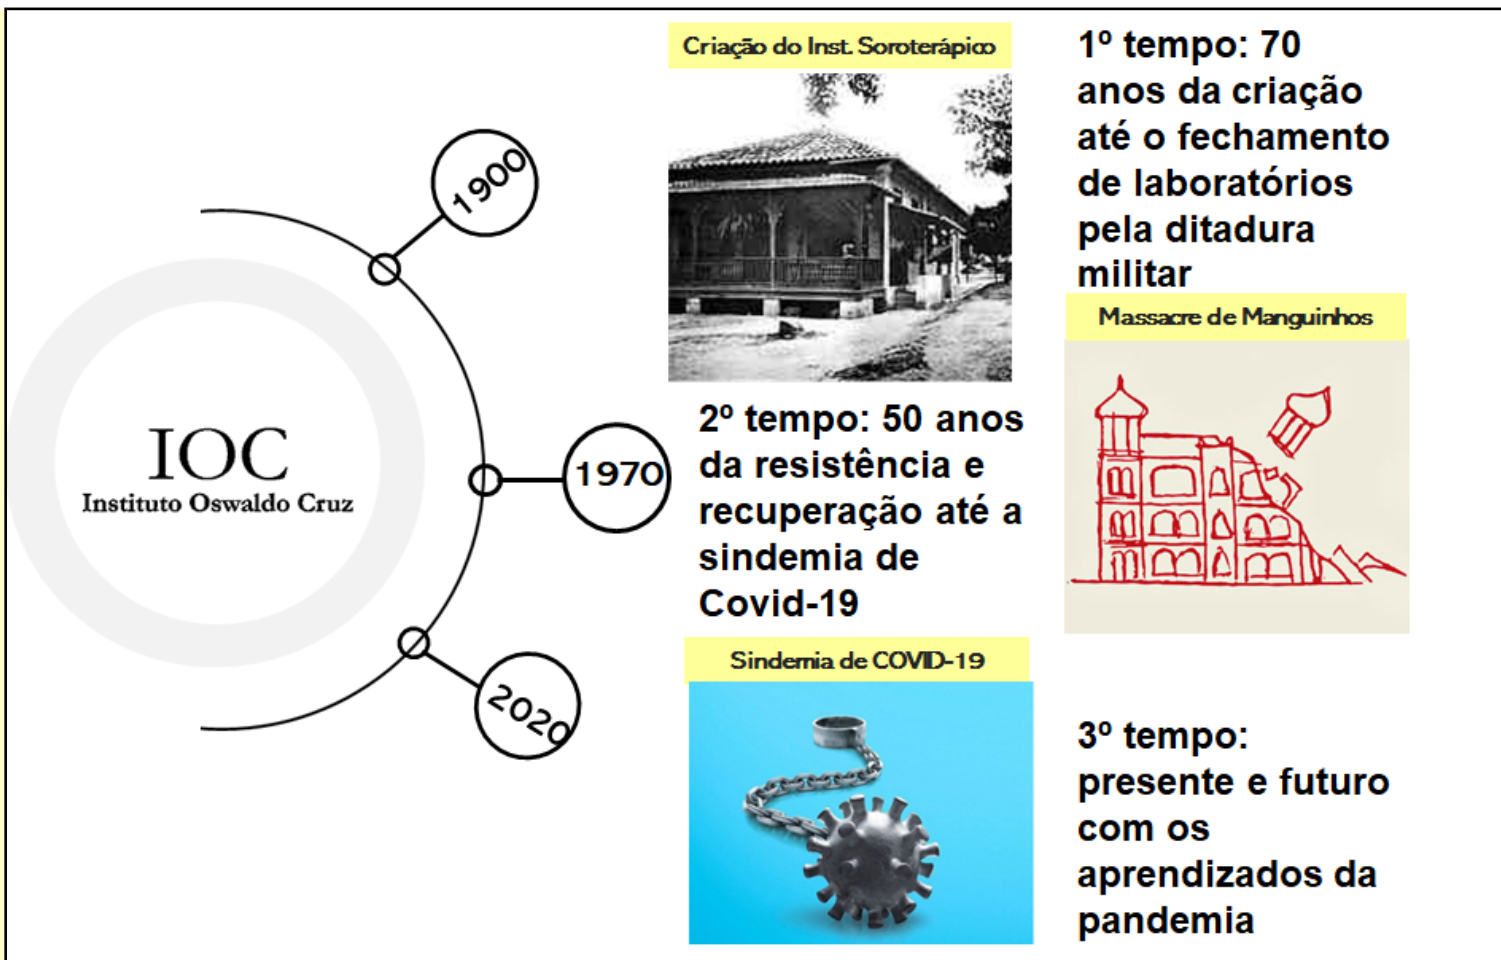 IOC
Instituto Oswaldo Cruz
1900
1970
2020
Criação do Inst. Soroterápico
1º tempo: 70
anos da criação
até o fechamento
de laboratórios
pela ditadura
militar
Massacre de Manguinhos
2º tempo: 50 anos
da resistência e
recuperação até a
sindemia de
Covid-19
Sindemia de COVID-19
3º tempo:
presente e futuro
com os
aprendizados da
pandemia